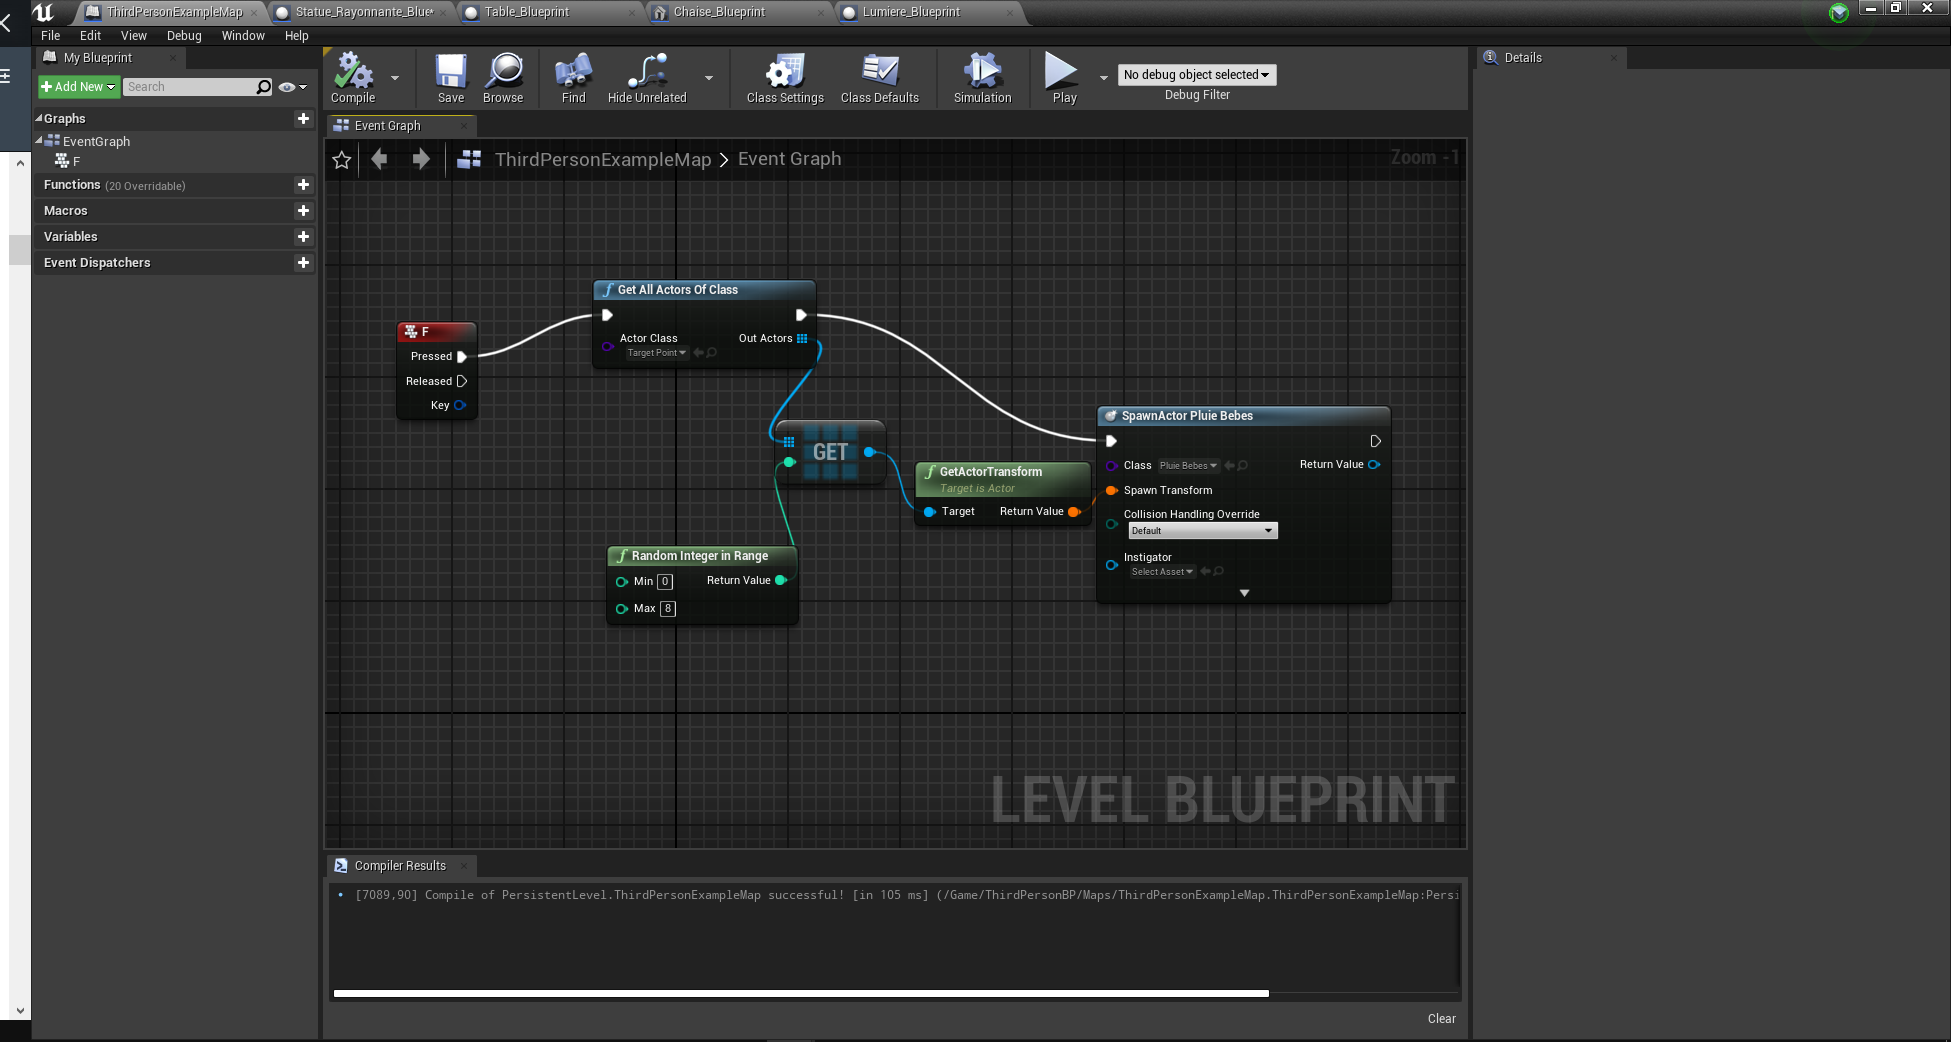 ThirdPersonExampleMap
Statue_Rayonnante_Blue*
Table_Blueprint
Chaise_Blueprint
Lumiere_Blueprint
File Edit View Debug Window Help
My Blueprint
Details
Add New
Search
Compile
Save
Browse
Find
Hide Unrelated
Class Settings
Class Defaults
Simulation
Play
No debug object selected
Debug Filter
Graphs
EventGraph
F
Functions (20 Overridable)
Macros
Variables
Event Dispatchers
Event Graph
ThirdPersonExampleMap > Event Graph
Zoom -1
F
Pressed
Released
Key
Get All Actors Of Class
Actor Class
Target Point
Out Actors
GET
Random Integer in Range
Min 0
Return Value
Max 8
GetActorTransform
Target is Actor
Target
Return Value
SpawnActor Pluie Bebes
Class Pluie Bebes
Return Value
Spawn Transform
Collision Handling Override
Default
Instigator
Select Asset
LEVEL BLUEPRINT
Compiler Results
[7089,90] Compile of PersistentLevel.ThirdPersonExampleMap successful! [in 105 ms] (/Game/ThirdPersonBP/Maps/ThirdPersonExampleMap.ThirdPersonExampleMap:Persi
Clear